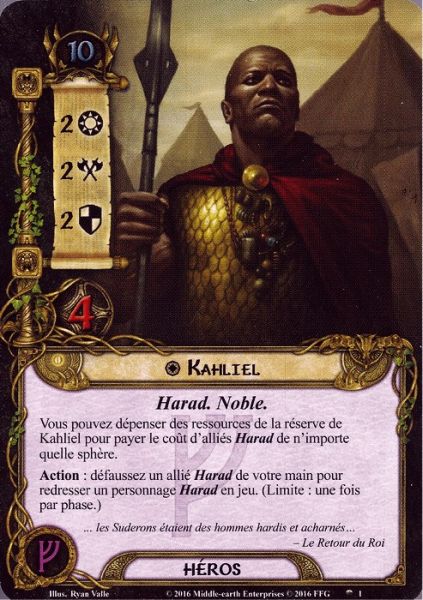 10
2
2
2
4
Kahliel
Harad. Noble.
Vous pouvez dépenser des ressources de la réserve de
Kahliel pour payer le coût d'alliés Harad de n'importe
quelle sphère.
Action : défaussez un allié Harad de votre main pour
redresser un personnage Harad en jeu. (Limite : une fois
par phase.)
... les Suderons étaient des hommes hardis et acharnés...
– Le Retour du Roi
HÉROS
Illus. Ryan Valle © 2016 Middle-earth Enterprises © 2016 FFG 1